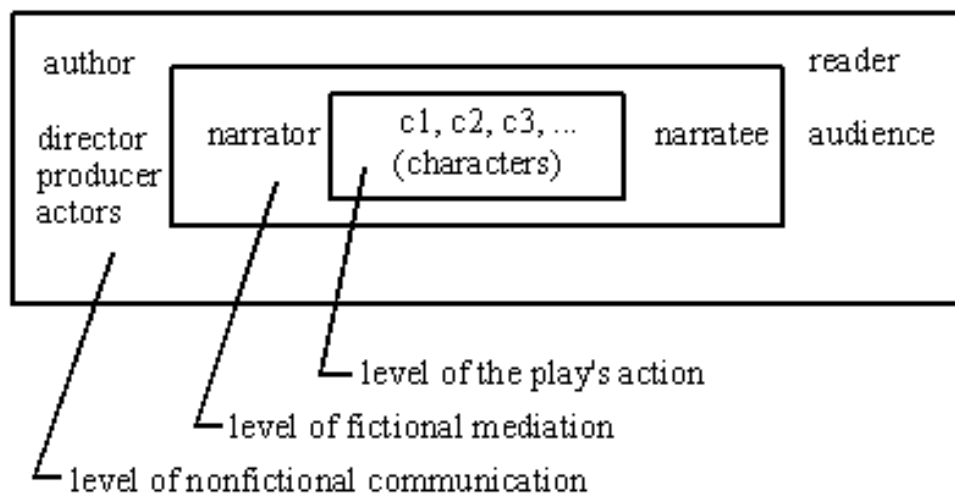 author
reader
director
producer
actors
narrator
c1, c2, c3, ...
(characters)
narratee
audience
level of the play's action
level of fictional mediation
level of nonfictional communication